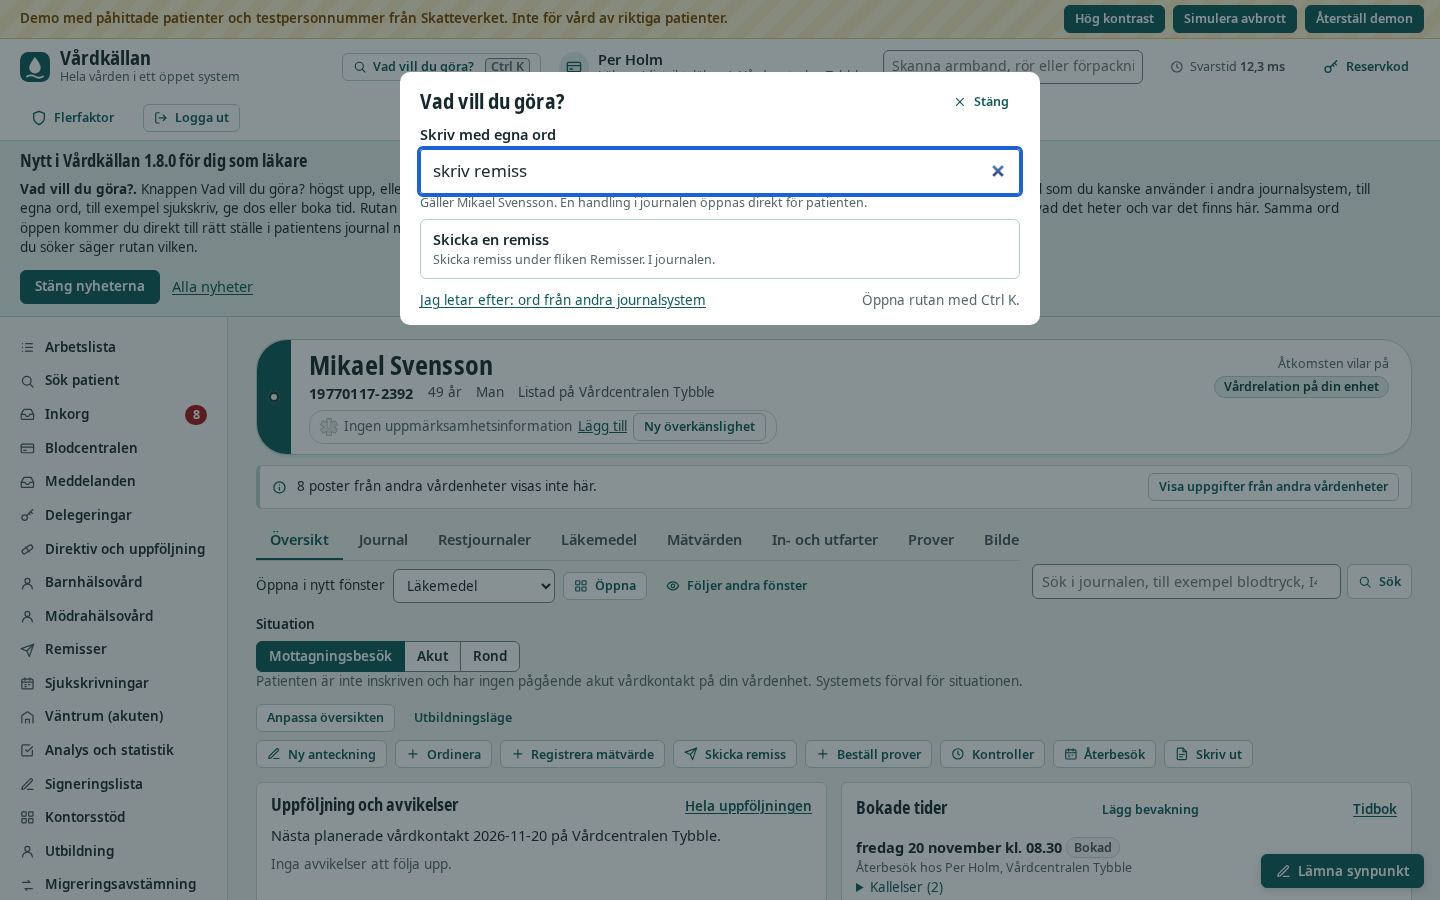 Demo med påhittade patienter och testpersonnummer från Skatteverket. Inte för vård av riktiga patienter.
Hög kontrast
Simulera avbrott
Återställ demon
Vårdkällan
Hela vården i ett öppet system
Vad vill du göra?
Ctrl K
Per Holm
Skanna armband, rör eller förpackni
Svarstid 12,3 ms
Reservkod
Flerfaktor
Logga ut
Nytt i Vårdkällan 1.8.0 för dig som läkare
Vad vill du göra?. Knappen Vad vill du göra? högst upp, elle
som du kanske använder i andra journalsystem, till
egna ord, till exempel sjukskriv, ge dos eller boka tid. Rutan
vad det heter och var det finns här. Samma ord
öppen kommer du direkt till rätt ställe i patientens journal
du söker säger rutan vilken.
Stäng nyheterna
Alla nyheter
Vad vill du göra?
Stäng
Skriv med egna ord
skriv remiss
Gäller Mikael Svensson. En handling i journalen öppnas direkt för patienten.
Skicka en remiss
Skicka remiss under fliken Remisser. I journalen.
Jag letar efter: ord från andra journalsystem
Öppna rutan med Ctrl K.
Arbetslista
Sök patient
Inkorg
8
Blodcentralen
Meddelanden
Delegeringar
Direktiv och uppföljning
Barnhälsovård
Mödrahälsovård
Remisser
Sjukskrivningar
Väntrum (akuten)
Analys och statistik
Signeringslista
Kontorsstöd
Utbildning
Migreringsavstämning
Mikael Svensson
19770117-2392
49 år
Man
Listad på Vårdcentralen Tybble
Ingen uppmärksamhetsinformation
Lägg till
Ny överkänslighet
Åtkomsten vilar på
Vårdrelation på din enhet
8 poster från andra vårdenheter visas inte här.
Visa uppgifter från andra vårdenheter
Översikt
Journal
Restjournaler
Läkemedel
Mätvärden
In- och utfarter
Prover
Bilde
Öppna i nytt fönster
Läkemedel
Öppna
Följer andra fönster
Sök i journalen, till exempel blodtryck, I4
Sök
Situation
Mottagningsbesök
Akut
Rond
Patienten är inte inskriven och har ingen pågående akut vårdkontakt på din vårdenhet. Systemets förval för situationen.
Anpassa översikten
Utbildningsläge
Ny anteckning
Ordinera
Registrera mätvärde
Skicka remiss
Beställ prover
Kontroller
Återbesök
Skriv ut
Uppföljning och avvikelser
Hela uppföljningen
Nästa planerade vårdkontakt 2026-11-20 på Vårdcentralen Tybble.
Inga avvikelser att följa upp.
Bokade tider
Lägg bevakning
Tidbok
fredag 20 november kl. 08.30
Bokad
Återbesök hos Per Holm, Vårdcentralen Tybble
Kallelser (2)
Lämna synpunkt